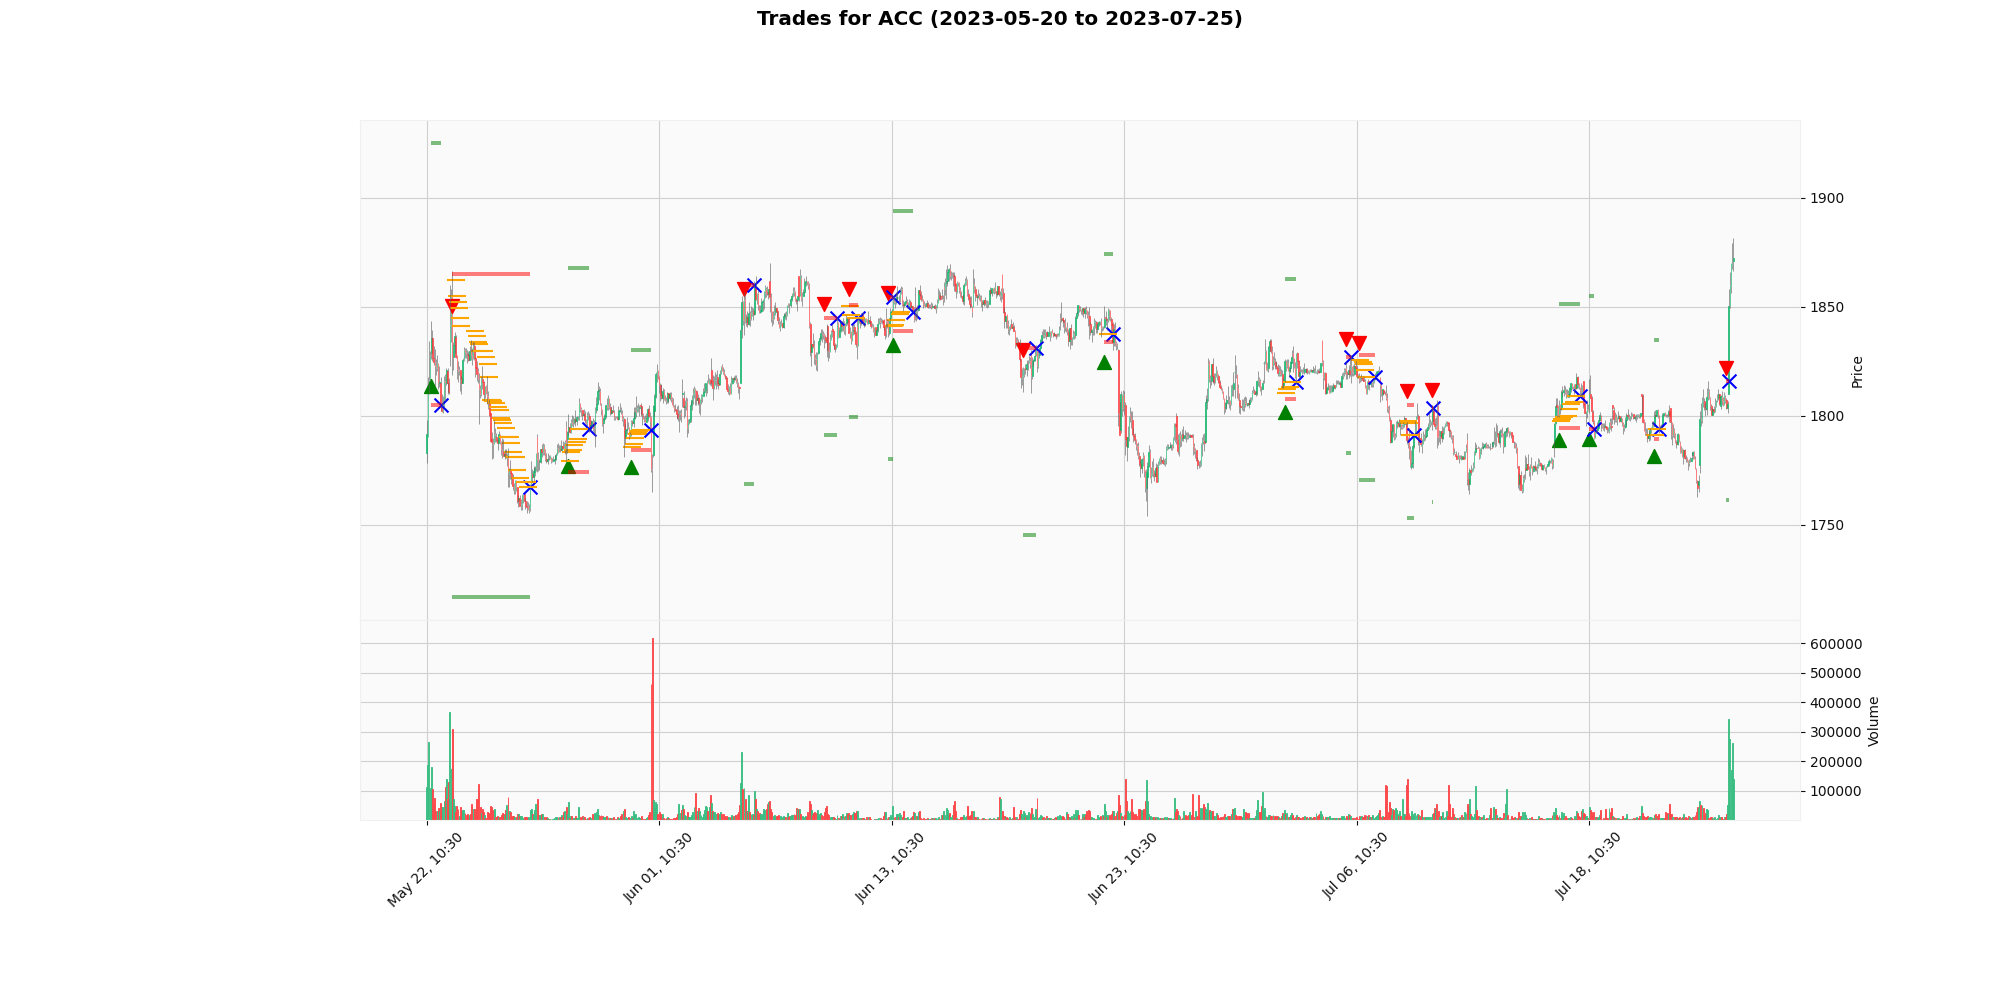 Trades for ACC (2023-05-20 to 2023-07-25)
1900
1850
1800
1750
Price
600000
500000
400000
300000
200000
100000
Volume
May 22, 10:30
Jun 01, 10:30
Jun 13, 10:30
Jun 23, 10:30
Jul 06, 10:30
Jul 18, 10:30